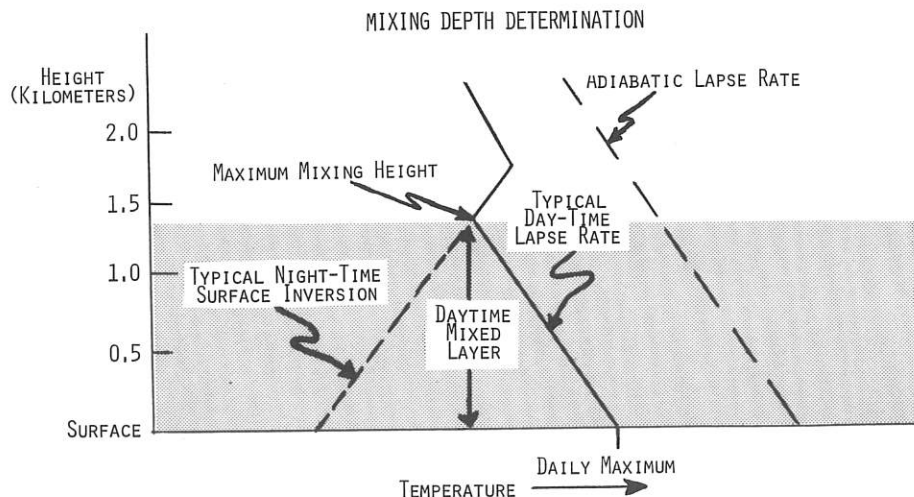 MIXING DEPTH DETERMINATION
HEIGHT
(KILOMETERS)
ADIABATIC LAPSE RATE
2.0
MAXIMUM MIXING HEIGHT
1.5
TYPICAL
DAY-TIME
LAPSE RATE
1.0
TYPICAL NIGHT-TIME
SURFACE INVERSION
DAYTIME
MIXED
LAYER
0.5
SURFACE
DAILY MAXIMUM
TEMPERATURE